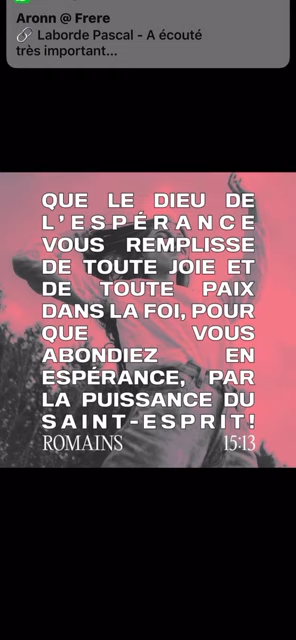 Aronn @ Frere
Laborde Pascal - A écouté
très important...
QUE LE DIEU DE
L'ESPÉRANCE
VOUS REMPLISSE
DE TOUTE JOIE ET
DE TOUTE PAIX
DANS LA FOI, POUR
QUE VOUS
ABONDIEZ EN
ESPÉRANCE, PAR
LA PUISSANCE DU
SAINT-ESPRIT!
ROMAINS 15:13